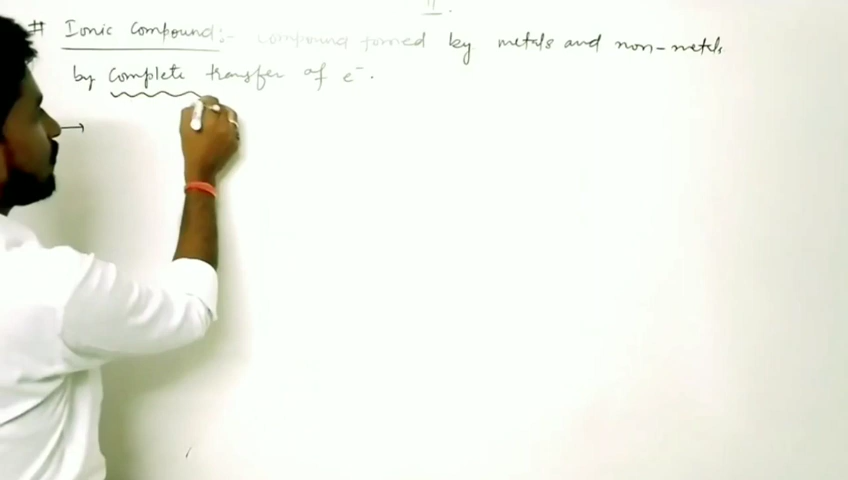 # Ionic Compound:- Compound formed by metals and non-metals
by complete transfer of e⁻.
→